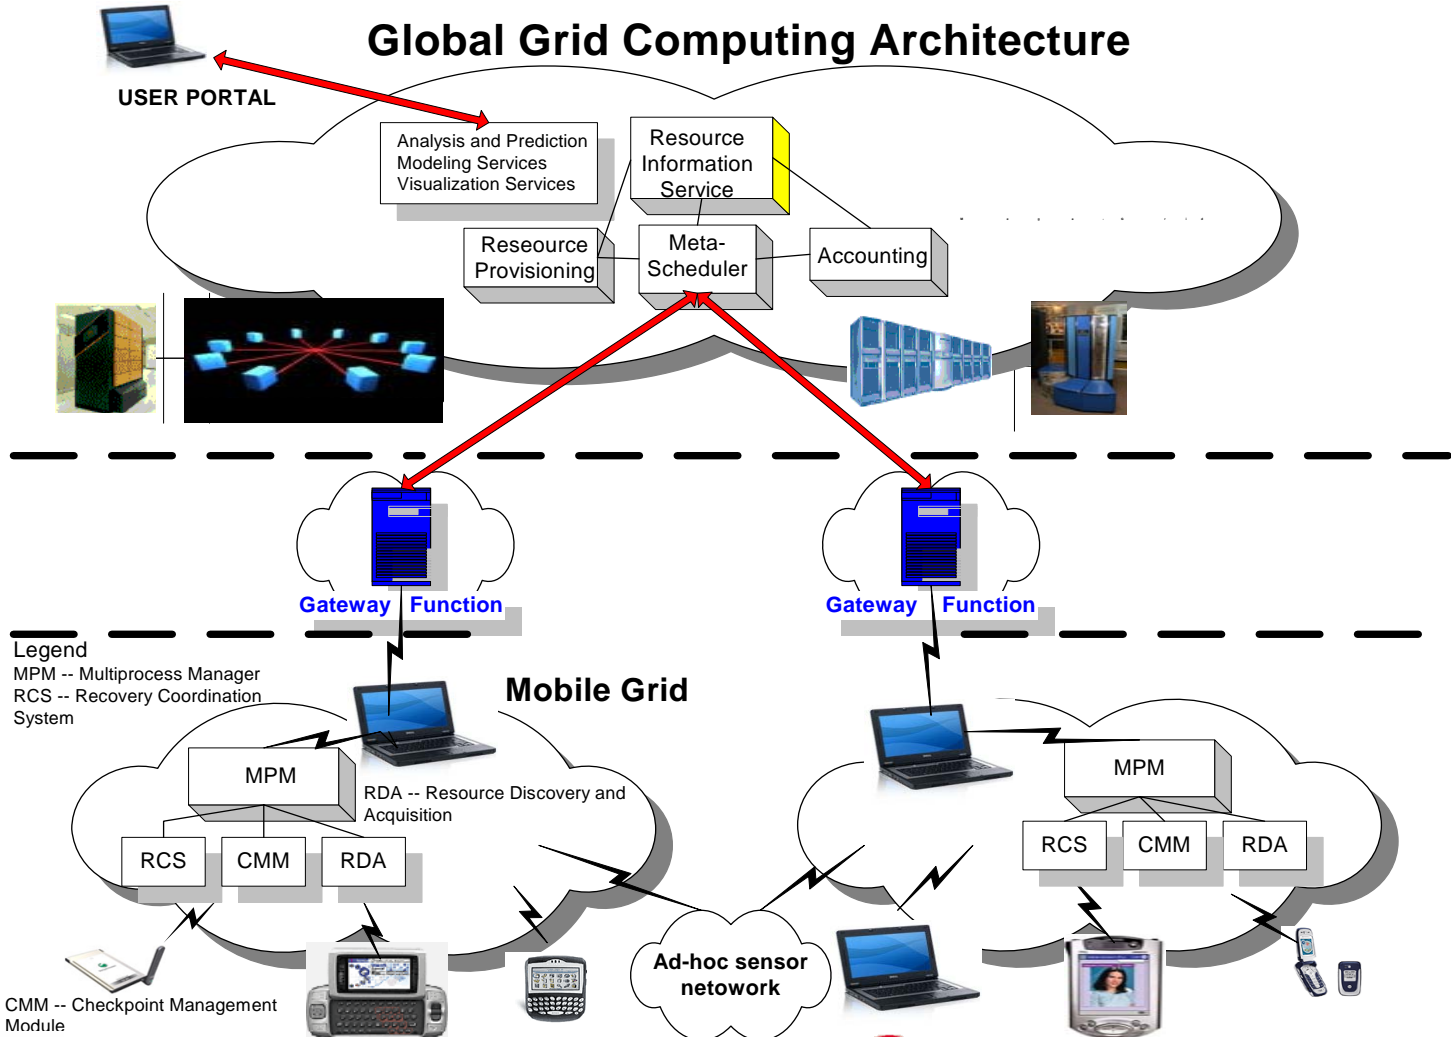 Global Grid Computing Architecture
USER PORTAL
Analysis and Prediction
Modeling Services
Visualization Services
Resource
Information
Service
Reseource
Provisioning
Meta-
Scheduler
Accounting
Gateway Function
Gateway Function
Legend
MPM -- Multiprocess Manager
RCS -- Recovery Coordination
System
Mobile Grid
MPM
RDA -- Resource Discovery and
Acquisition
RCS
CMM
RDA
MPM
RCS
CMM
RDA
Ad-hoc sensor
netowork
CMM -- Checkpoint Management
Module